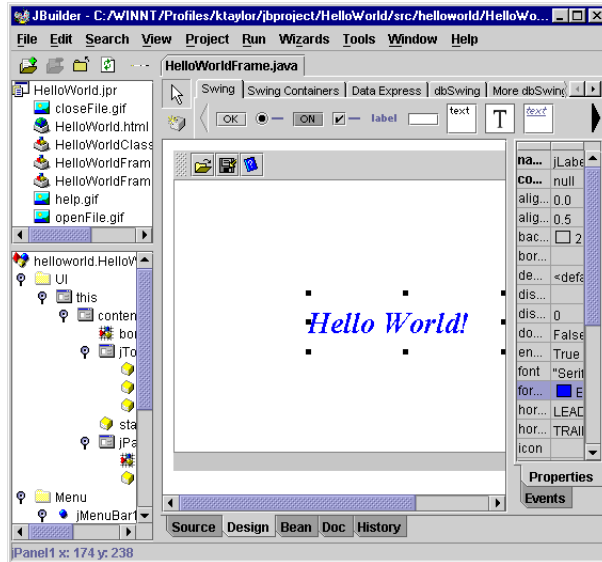 JBuilder - C:/WINNT/Profiles/ktaylor/jbproject/HelloWorld/src/helloworld/HelloWo...
File Edit Search View Project Run Wizards Tools Window Help
HelloWorldFrame.java
HelloWorld.jpr
closeFile.gif
HelloWorld.html
HelloWorldClass
HelloWorldFram
HelloWorldFram
help.gif
openFile.gif
Swing Swing Containers Data Express dbSwing More dbSwing
OK ON label text T text
helloworld.HelloW
UI
this
conten
bor
jTo
sta
jPa
Menu
jMenuBar1
Hello World!
na... jLabe
co... null
alig... 0.0
alig... 0.5
bac... 2
bor...
de... <defa
dis...
dis... 0
do... False
en... True
font "Serif
for... E
hor... LEAD
hor... TRAIL
icon
Properties
Events
Source Design Bean Doc History
jPanel1 x: 174 y: 238